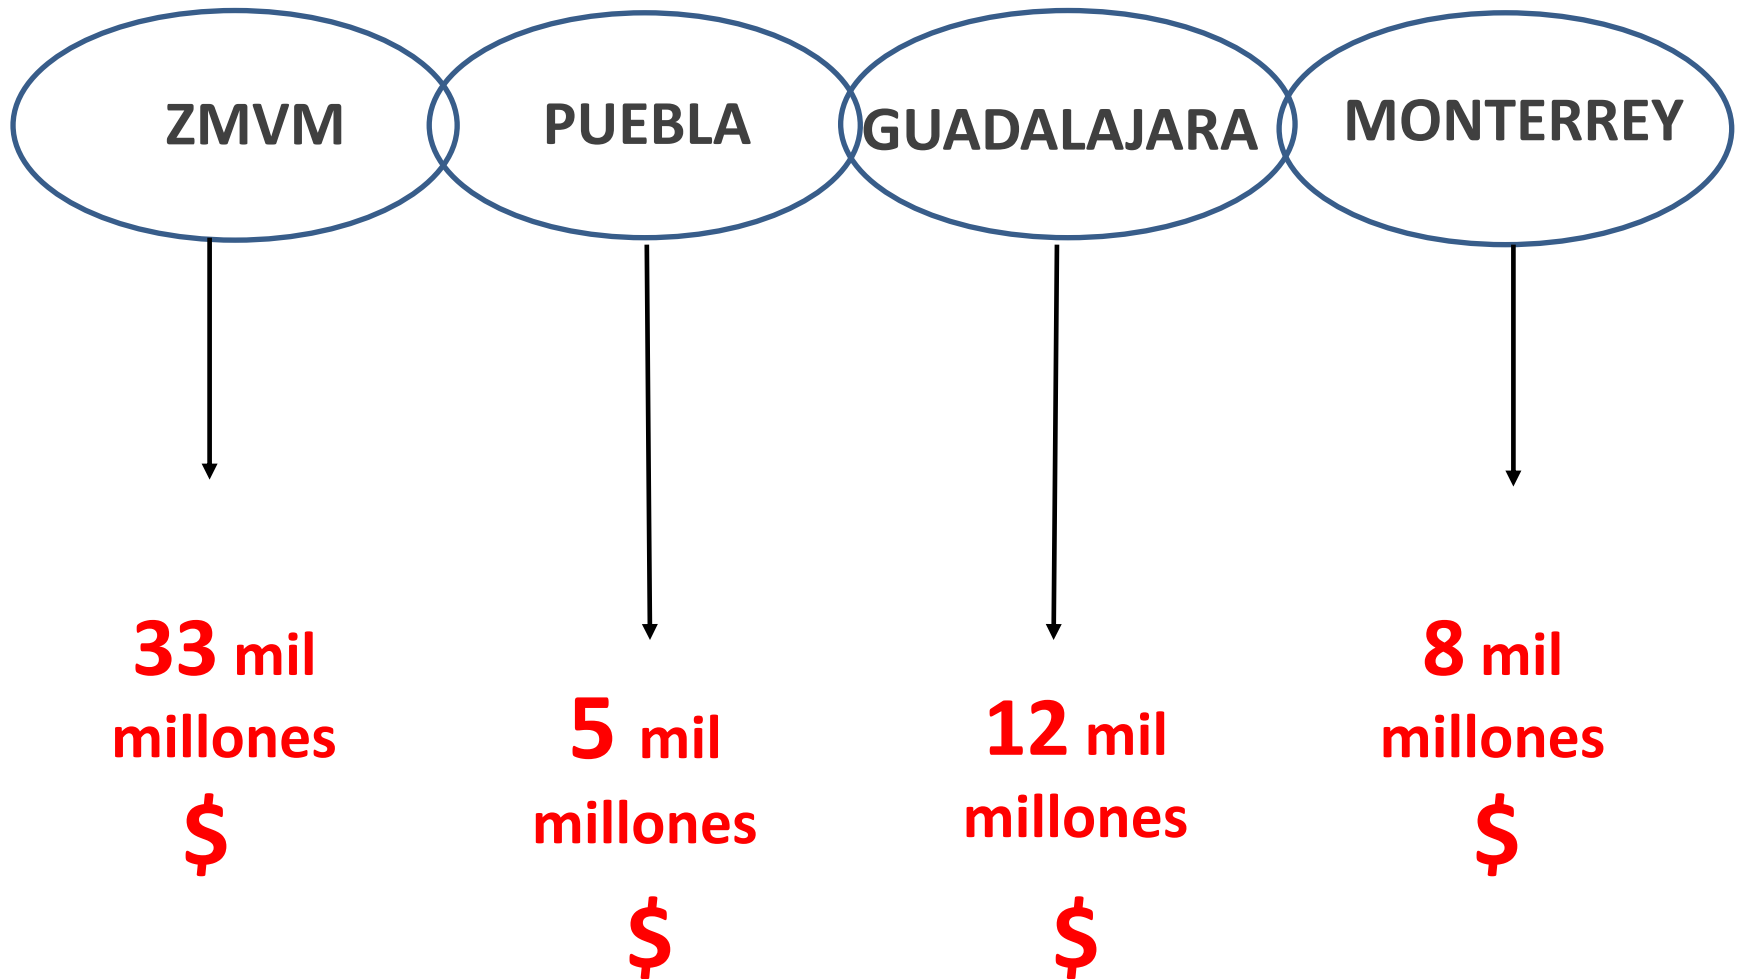 ZMVM
PUEBLA
GUADALAJARA
MONTERREY
33 mil
millones
$
5 mil
millones
$
12 mil
millones
$
8 mil
millones
$